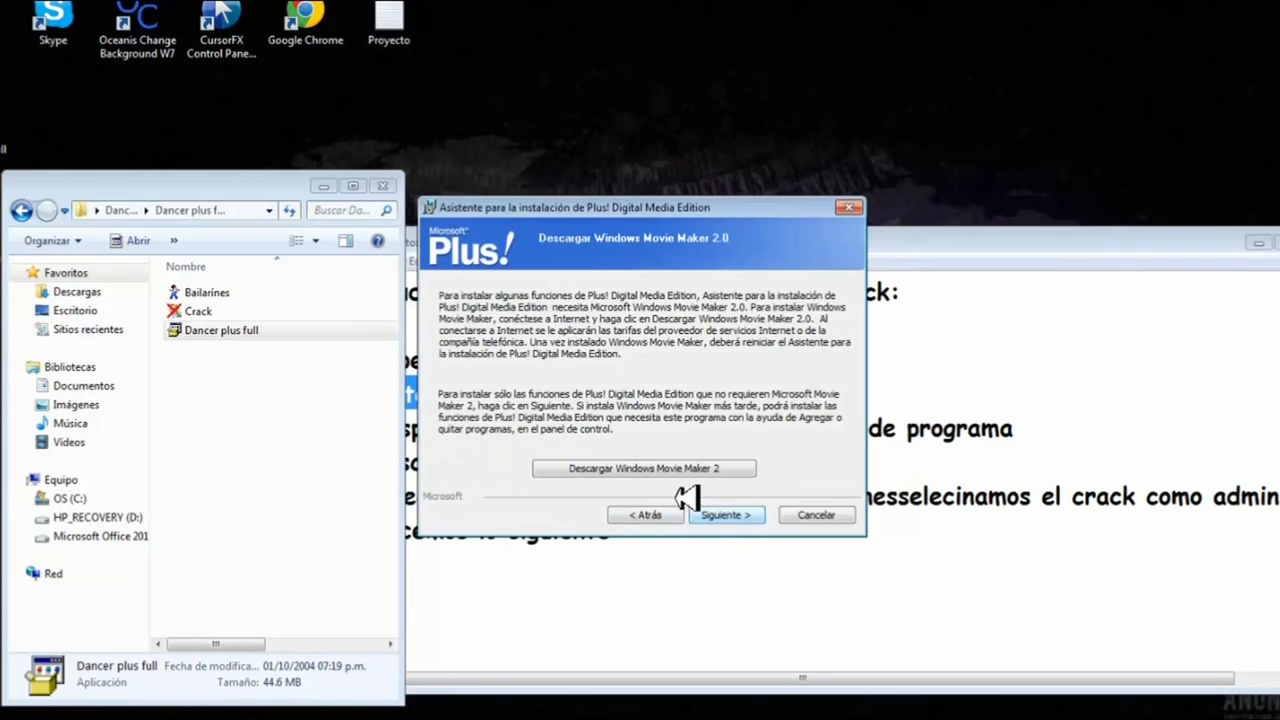 Skype
Oceanis Change
Background W7
CursorFX
Control Pane...
Google Chrome
Proyecto
ll
Danc...
Dancer plus f...
Buscar Da...
Organizar
Abrir
»
Nombre
Favoritos
Descargas
Escritorio
Sitios recientes
Bibliotecas
Documentos
Imágenes
Música
Vídeos
Equipo
OS (C:)
HP_RECOVERY (D:)
Microsoft Office 201
Red
Bailarínes
Crack
Dancer plus full
Dancer plus full Fecha de modifica... 01/10/2004 07:19 p.m.
Aplicación Tamaño: 44.6 MB
Asistente para la instalación de Plus! Digital Media Edition
Microsoft
Plus!
Descargar Windows Movie Maker 2.0
Para instalar algunas funciones de Plus! Digital Media Edition, Asistente para la instalación de
Plus! Digital Media Edition necesita Microsoft Windows Movie Maker 2.0. Para instalar Windows
Movie Maker, conéctese a Internet y haga clic en Descargar Windows Movie Maker 2.0. Al
conectarse a Internet se le aplicarán las tarifas del proveedor de servicios Internet o de la
compañía telefónica. Una vez instalado Windows Movie Maker, deberá reiniciar el Asistente para
la instalación de Plus! Digital Media Edition.
Para instalar sólo las funciones de Plus! Digital Media Edition que no requieren Microsoft Movie
Maker 2, haga clic en Siguiente. Si instala Windows Movie Maker más tarde, podrá instalar las
funciones de Plus! Digital Media Edition que necesita este programa con la ayuda de Agregar o
quitar programas, en el panel de control.
Descargar Windows Movie Maker 2
Microsoft
< Atrás
Siguiente >
Cancelar
ck:
de programa
nesselecinamos el crack como admin